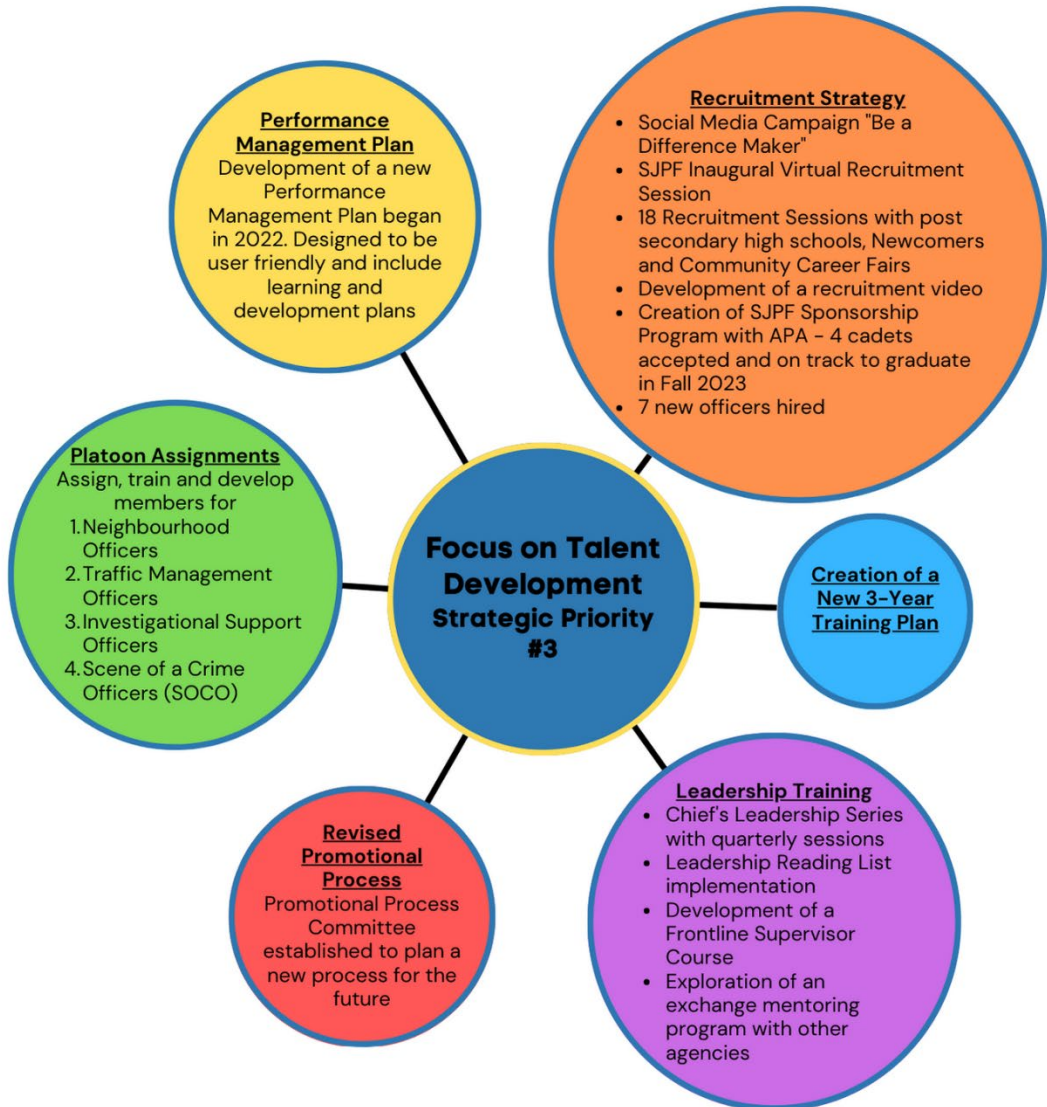 Performance
Management Plan
Development of a new
Performance
Management Plan began
in 2022. Designed to be
user friendly and include
learning and
development plans
Recruitment Strategy
• Social Media Campaign "Be a
Difference Maker"
• SJPF Inaugural Virtual Recruitment
Session
• 18 Recruitment Sessions with post
secondary high schools, Newcomers
and Community Career Fairs
• Development of a recruitment video
• Creation of SJPF Sponsorship
Program with APA - 4 cadets
accepted and on track to graduate
in Fall 2023
• 7 new officers hired
Platoon Assignments
Assign, train and develop
members for
1. Neighbourhood
Officers
2. Traffic Management
Officers
3. Investigational Support
Officers
4. Scene of a Crime
Officers (SOCO)
Focus on Talent
Development
Strategic Priority
#3
Creation of a
New 3-Year
Training Plan
Revised
Promotional
Process
Promotional Process
Committee
established to plan a
new process for the
future
Leadership Training
• Chief's Leadership Series
with quarterly sessions
• Leadership Reading List
implementation
• Development of a
Frontline Supervisor
Course
• Exploration of an
exchange mentoring
program with other
agencies